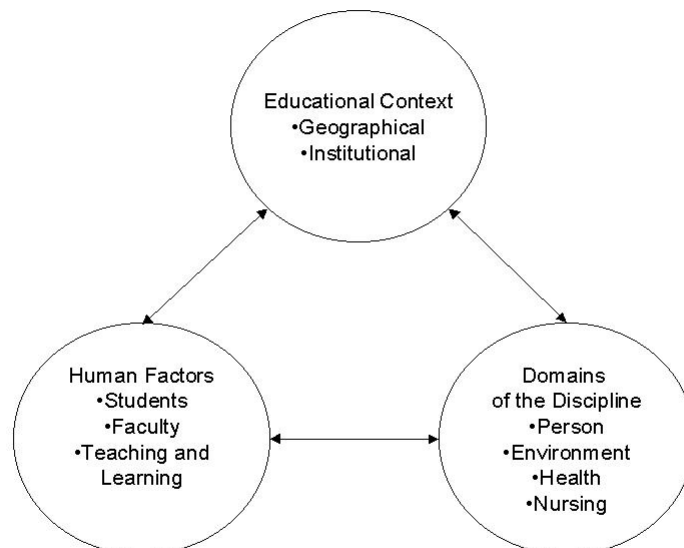 Educational Context
•Geographical
•Institutional
Human Factors
•Students
•Faculty
•Teaching and
Learning
Domains
of the Discipline
•Person
•Environment
•Health
•Nursing